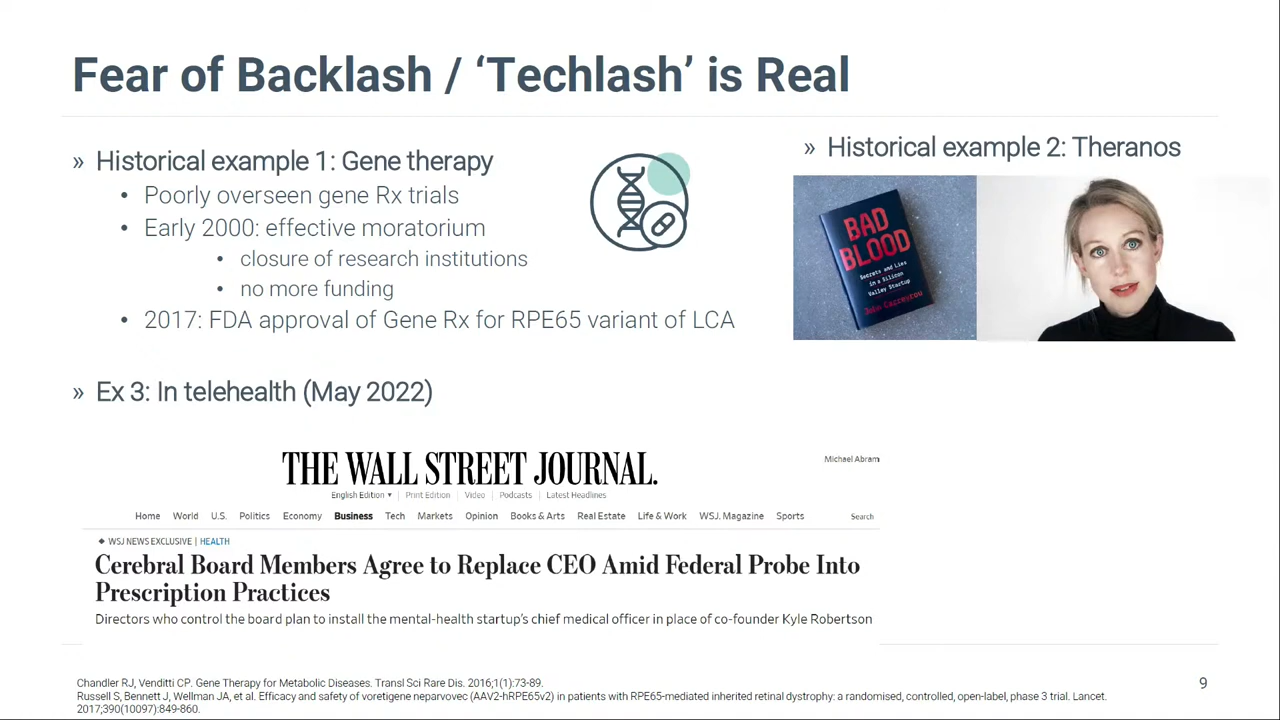 Fear of Backlash / ‘Techlash’ is Real
» Historical example 1: Gene therapy
• Poorly overseen gene Rx trials
• Early 2000: effective moratorium
• closure of research institutions
• no more funding
• 2017: FDA approval of Gene Rx for RPE65 variant of LCA
» Historical example 2: Theranos
BAD
BLOOD
Secrets and Lies
in a Silicon
Valley Startup
John Carreyrou
» Ex 3: In telehealth (May 2022)
THE WALL STREET JOURNAL.
Michael Abram
English Edition ▾ | Print Edition | Video | Podcasts | Latest Headlines
Home World U.S. Politics Economy Business Tech Markets Opinion Books & Arts Real Estate Life & Work WSJ. Magazine Sports Search
◆ WSJ NEWS EXCLUSIVE | HEALTH
Cerebral Board Members Agree to Replace CEO Amid Federal Probe Into
Prescription Practices
Directors who control the board plan to install the mental-health startup’s chief medical officer in place of co-founder Kyle Robertson
Chandler RJ, Venditti CP. Gene Therapy for Metabolic Diseases. Transl Sci Rare Dis. 2016;1(1):73-89.
Russell S, Bennett J, Wellman JA, et al. Efficacy and safety of voretigene neparvovec (AAV2-hRPE65v2) in patients with RPE65-mediated inherited retinal dystrophy: a randomised, controlled, open-label, phase 3 trial. Lancet.
2017;390(10097):849-860.
9